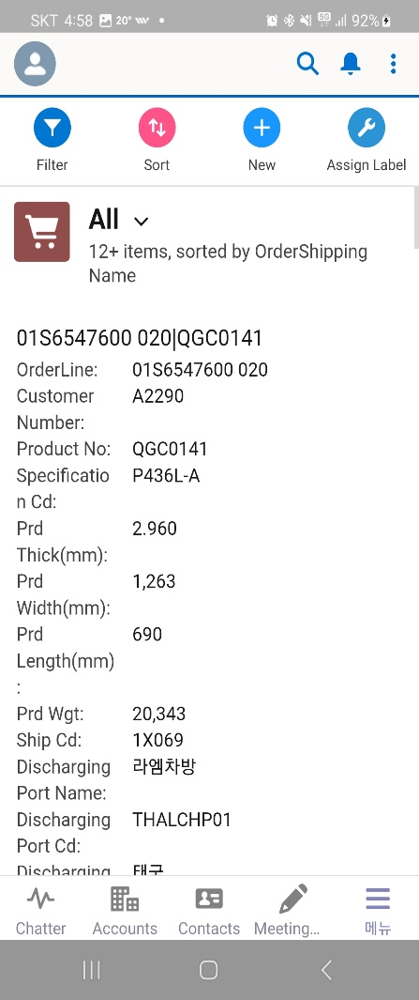 SKT 4:58 20°
5G 92%
Filter Sort New Assign Label
All
12+ items, sorted by OrderShipping
Name
01S6547600 020|QGC0141
OrderLine: 01S6547600 020
Customer A2290
Number:
Product No: QGC0141
Specificatio P436L-A
n Cd:
Prd 2.960
Thick(mm):
Prd 1,263
Width(mm):
Prd 690
Length(mm)
:
Prd Wgt: 20,343
Ship Cd: 1X069
Discharging 라엠차방
Port Name:
Discharging THALCHP01
Port Cd:
Discharging 태국
Chatter Accounts Contacts Meeting... 메뉴